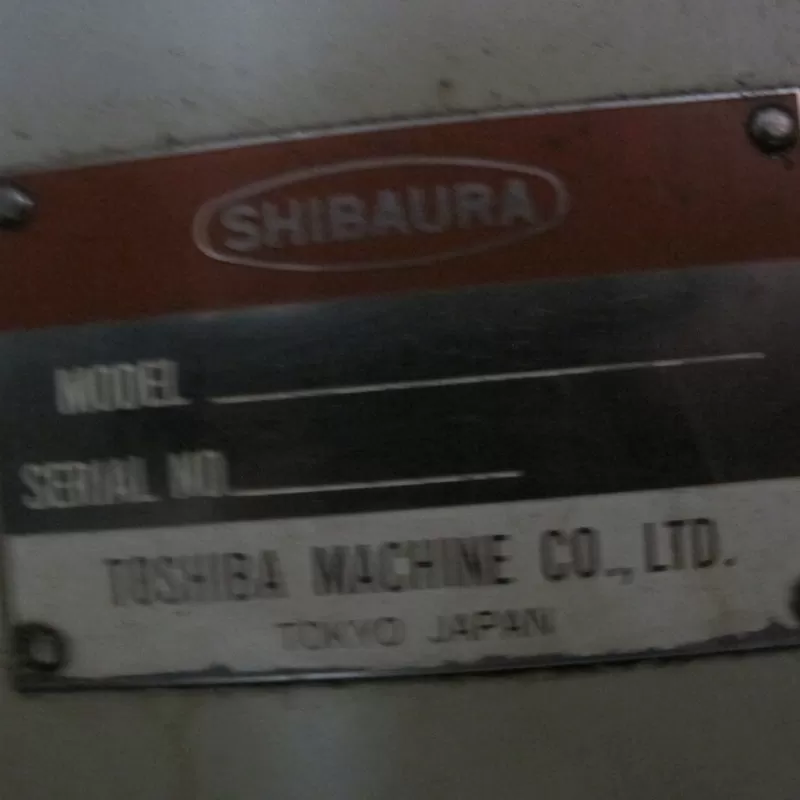 SHIBAURA
MODEL
SERIAL NO.
TOSHIBA MACHINE CO., LTD.
TOKYO JAPAN